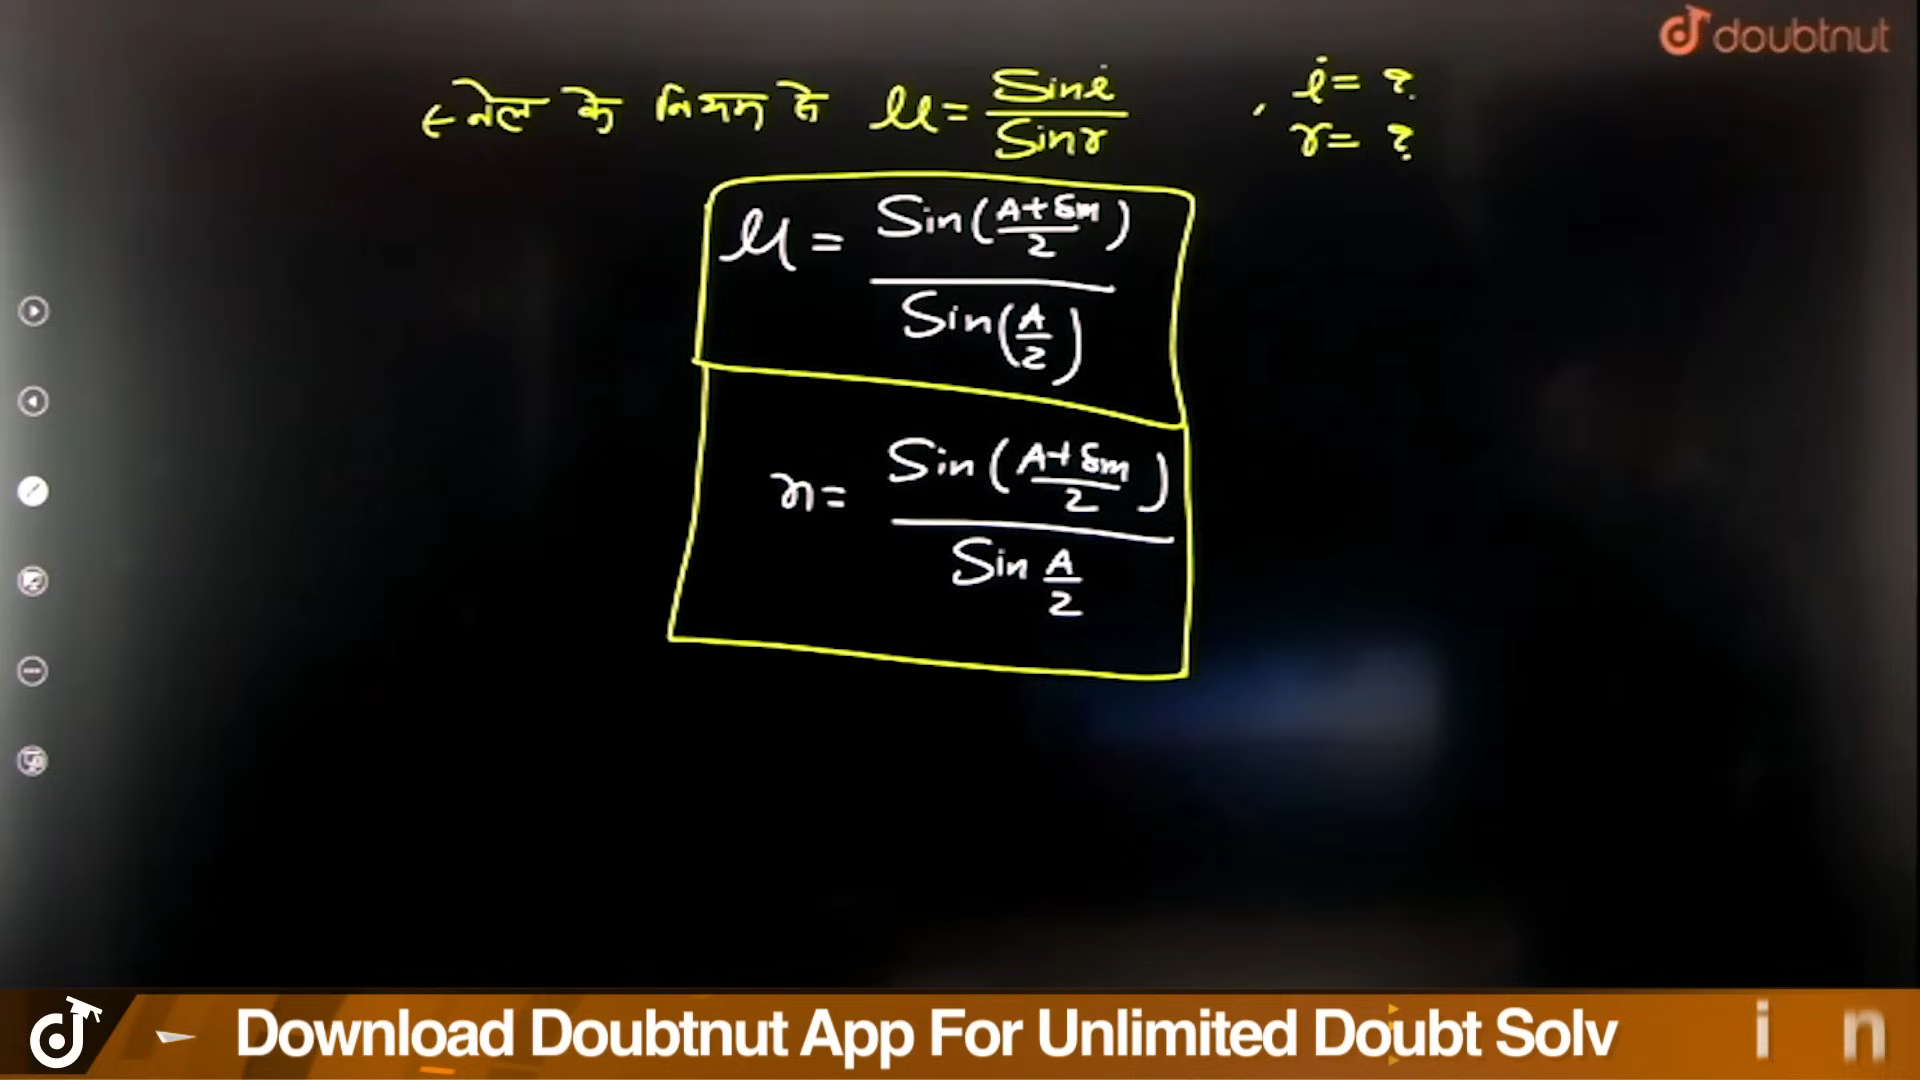 doubtnut
स्नेल के नियम से μ = Sin i / Sin r , i = ?
r = ?
μ = Sin(A+δm/2) / Sin(A/2)
n = Sin(A+δm/2) / Sin A/2
Download Doubtnut App For Unlimited Doubt Solv i n